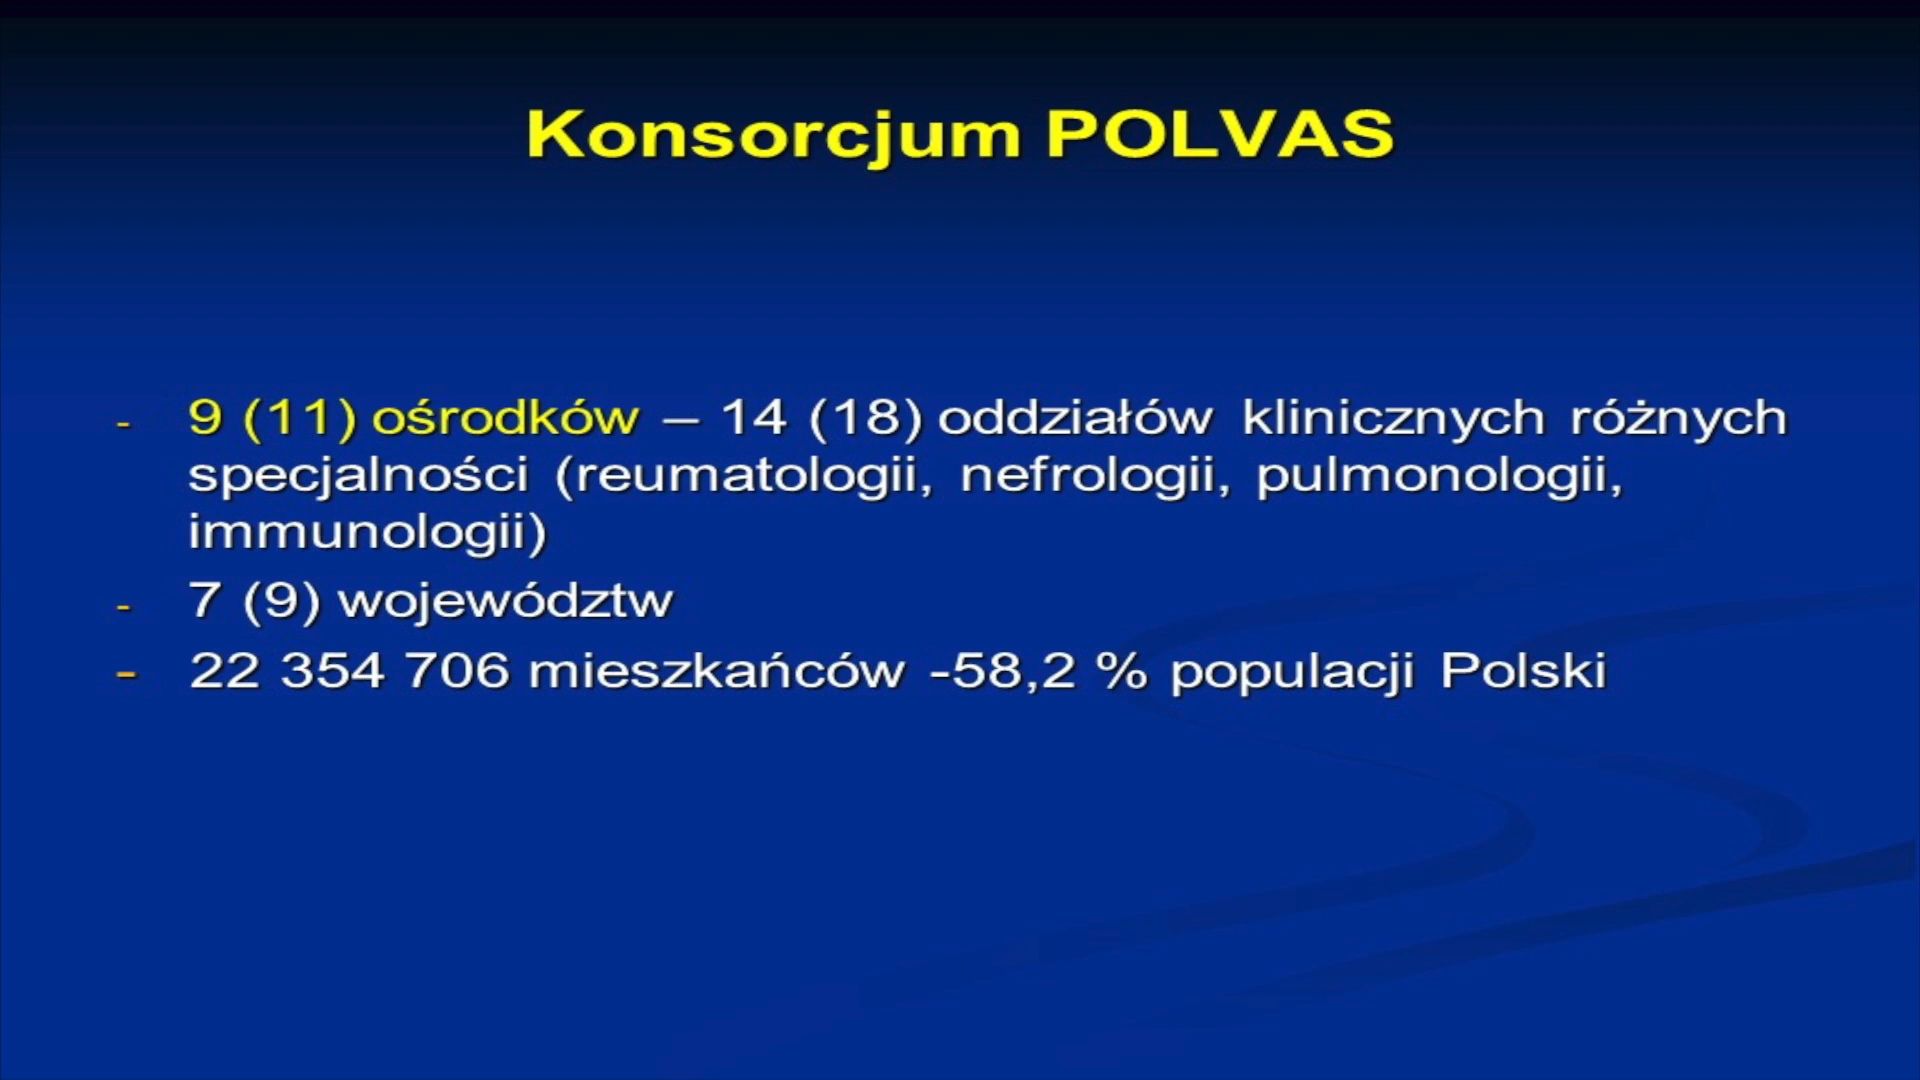 Konsorcjum POLVAS
- 9 (11) ośrodków – 14 (18) oddziałów klinicznych różnych
specjalności (reumatologii, nefrologii, pulmonologii,
immunologii)
- 7 (9) województw
- 22 354 706 mieszkańców -58,2 % populacji Polski